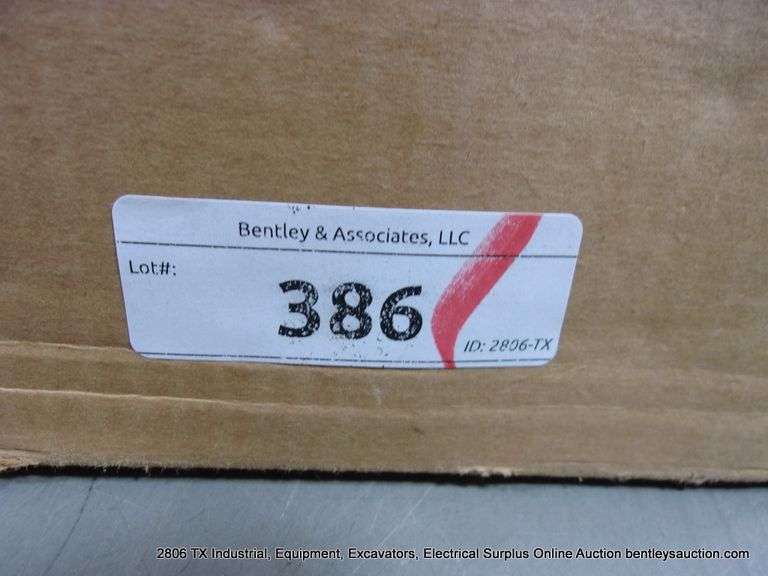 Bentley & Associates, LLC
Lot#:
386
ID: 2806-TX
2806 TX Industrial, Equipment, Excavators, Electrical Surplus Online Auction bentleysauction.com